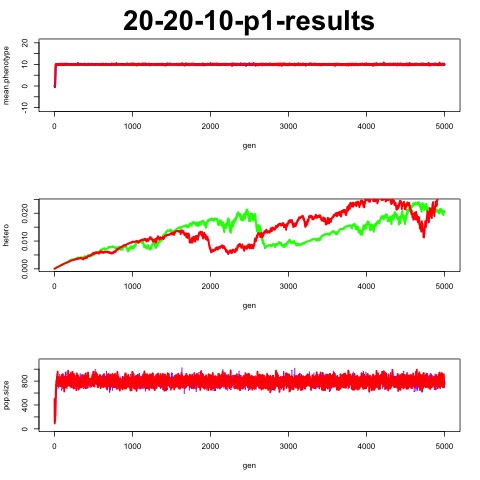 20-20-10-p1-results
mean.phenotype
20
10
0
-10
0 1000 2000 3000 4000 5000
gen
hetero
0.020
0.010
0.000
0 1000 2000 3000 4000 5000
gen
pop.size
800
400
0
0 1000 2000 3000 4000 5000
gen